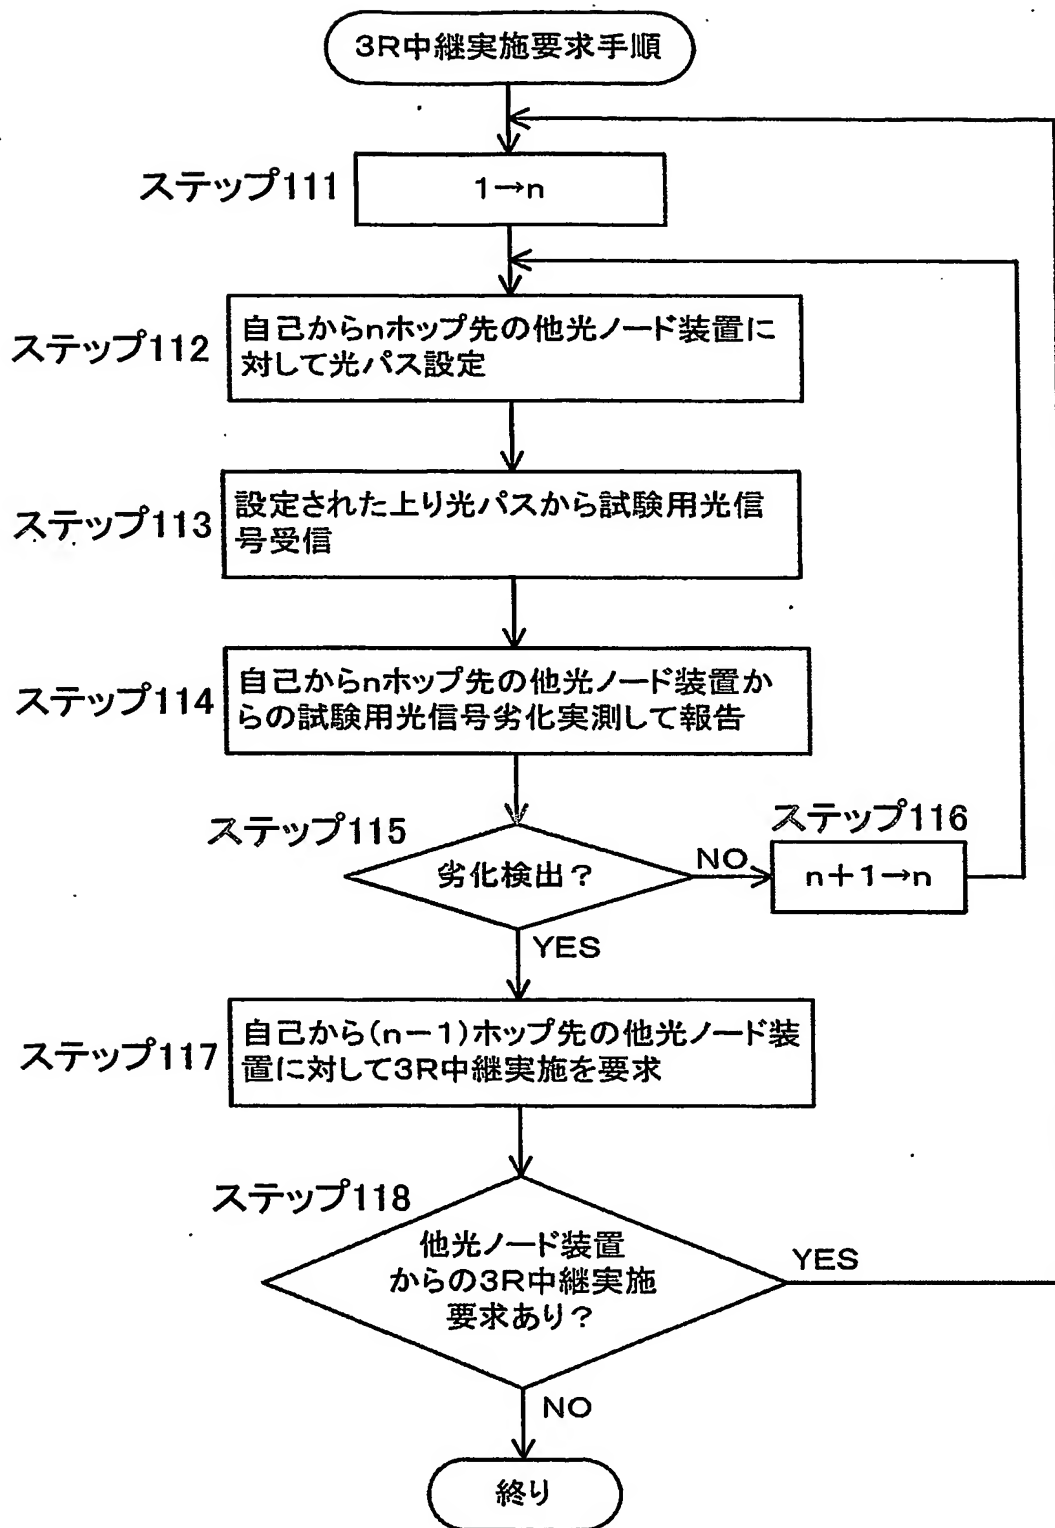 3R中継実施要求手順
ステップ111
1→n
ステップ112
自己からnホップ先の他光ノード装置に
対して光パス設定
ステップ113
設定された上り光パスから試験用光信
号受信
ステップ114
自己からnホップ先の他光ノード装置か
らの試験用光信号劣化実測して報告
ステップ115
劣化検出?
NO
ステップ116
n+1→n
YES
ステップ117
自己から(n-1)ホップ先の他光ノード装
置に対して3R中継実施を要求
ステップ118
他光ノード装置
からの3R中継実施
要求あり?
YES
NO
終り